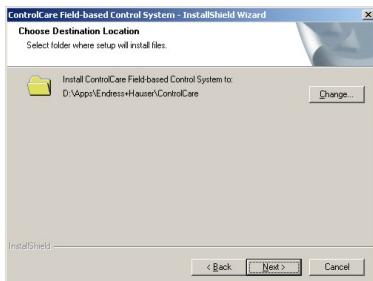 ControlCare Field-based Control System - InstallShield Wizard
Choose Destination Location
Select folder where setup will install files.
Install ControlCare Field-based Control System to:
D:\Apps\Endress+Hauser\ControlCare
Change...
InstallShield
< Back
Next >
Cancel